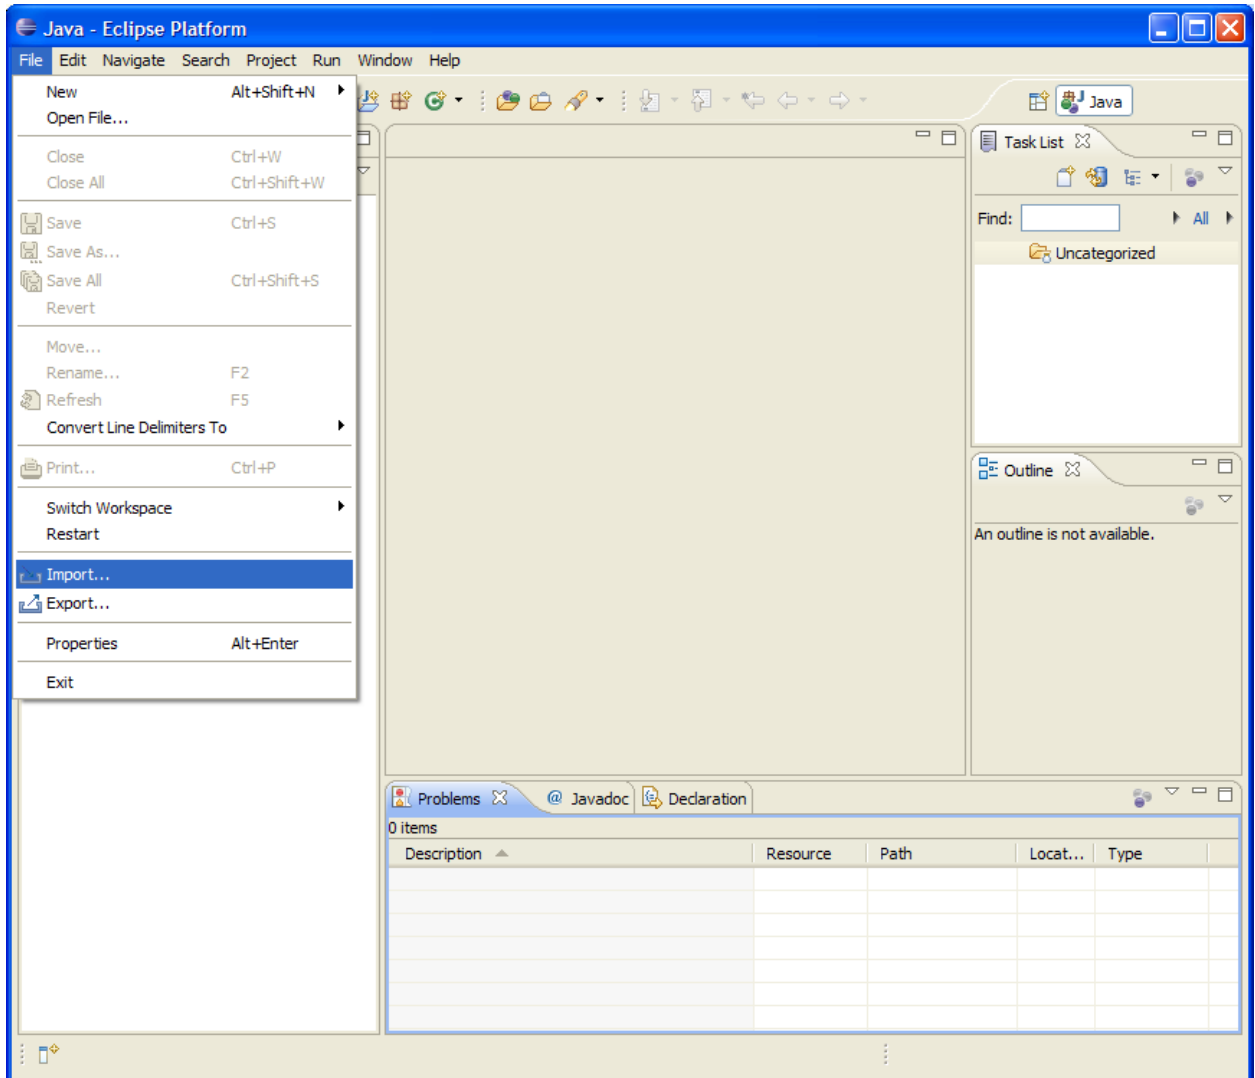 Java - Eclipse Platform
File Edit Navigate Search Project Run Window Help
New Alt+Shift+N
Open File...
Close Ctrl+W
Close All Ctrl+Shift+W
Save Ctrl+S
Save As...
Save All Ctrl+Shift+S
Revert
Move...
Rename... F2
Refresh F5
Convert Line Delimiters To
Print... Ctrl+P
Switch Workspace
Restart
Import...
Export...
Properties Alt+Enter
Exit
Java
Task List
Find: All
Uncategorized
Outline
An outline is not available.
Problems @ Javadoc Declaration
0 items
Description Resource Path Locat... Type